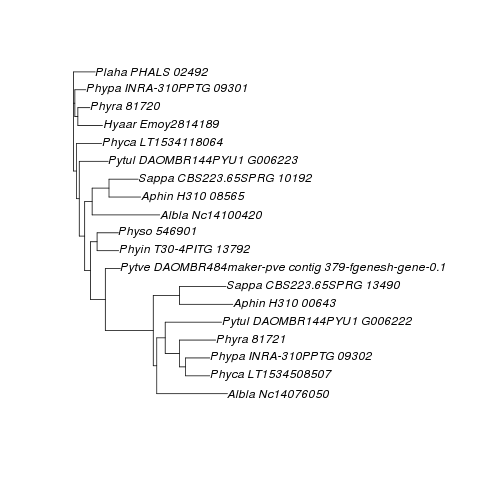 Plaha PHALS 02492
Phypa INRA-310PPTG 09301
Phyra 81720
Hyaar Emoy2814189
Phyca LT1534118064
Pytul DAOMBR144PYU1 G006223
Sappa CBS223.65SPRG 10192
Aphin H310 08565
Albla Nc14100420
Physo 546901
Phyin T30-4PITG 13792
Pytve DAOMBR484maker-pve contig 379-fgenesh-gene-0.1
Sappa CBS223.65SPRG 13490
Aphin H310 00643
Pytul DAOMBR144PYU1 G006222
Phyra 81721
Phypa INRA-310PPTG 09302
Phyca LT1534508507
Albla Nc14076050